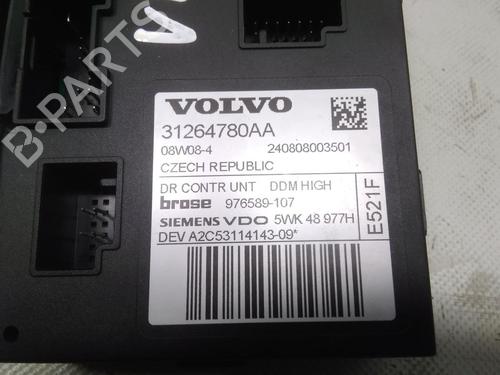 B-PARTS
VOLVO
31264780AA
08W08-4 240808003501
CZECH REPUBLIC
DR CONTR UNT DDM HIGH
brose 976589-107
SIEMENS VDO 5WK 48 977H
DEV A2C53114143-09*
E521F